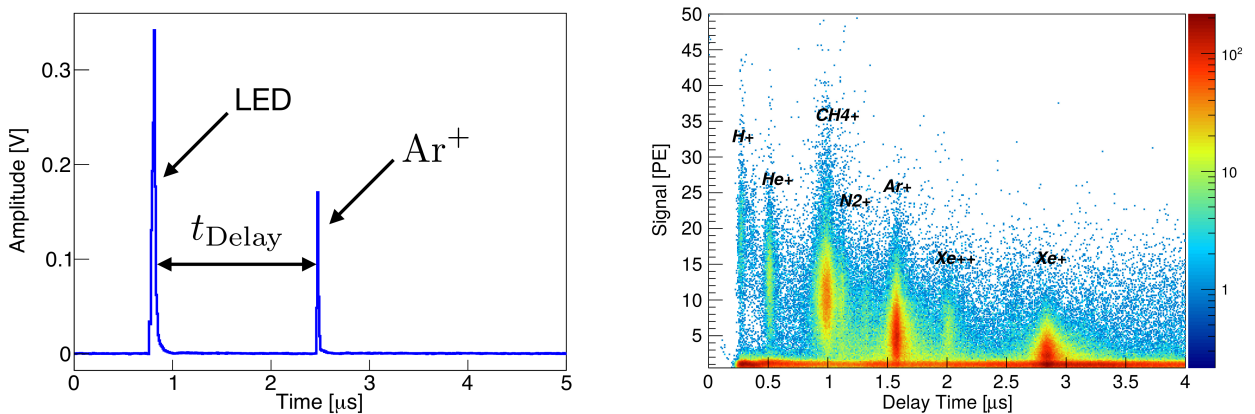 Amplitude [V]
0.3
0.2
0.1
0
LED
Ar⁺
t_Delay
0 1 2 3 4 5
Time [μs]
Signal [PE]
50
45
40
35
30
25
20
15
10
5
H+
He+
CH4+
N2+
Ar+
Xe++
Xe+
0 0.5 1 1.5 2 2.5 3 3.5 4
Delay Time [μs]
10²
10
1